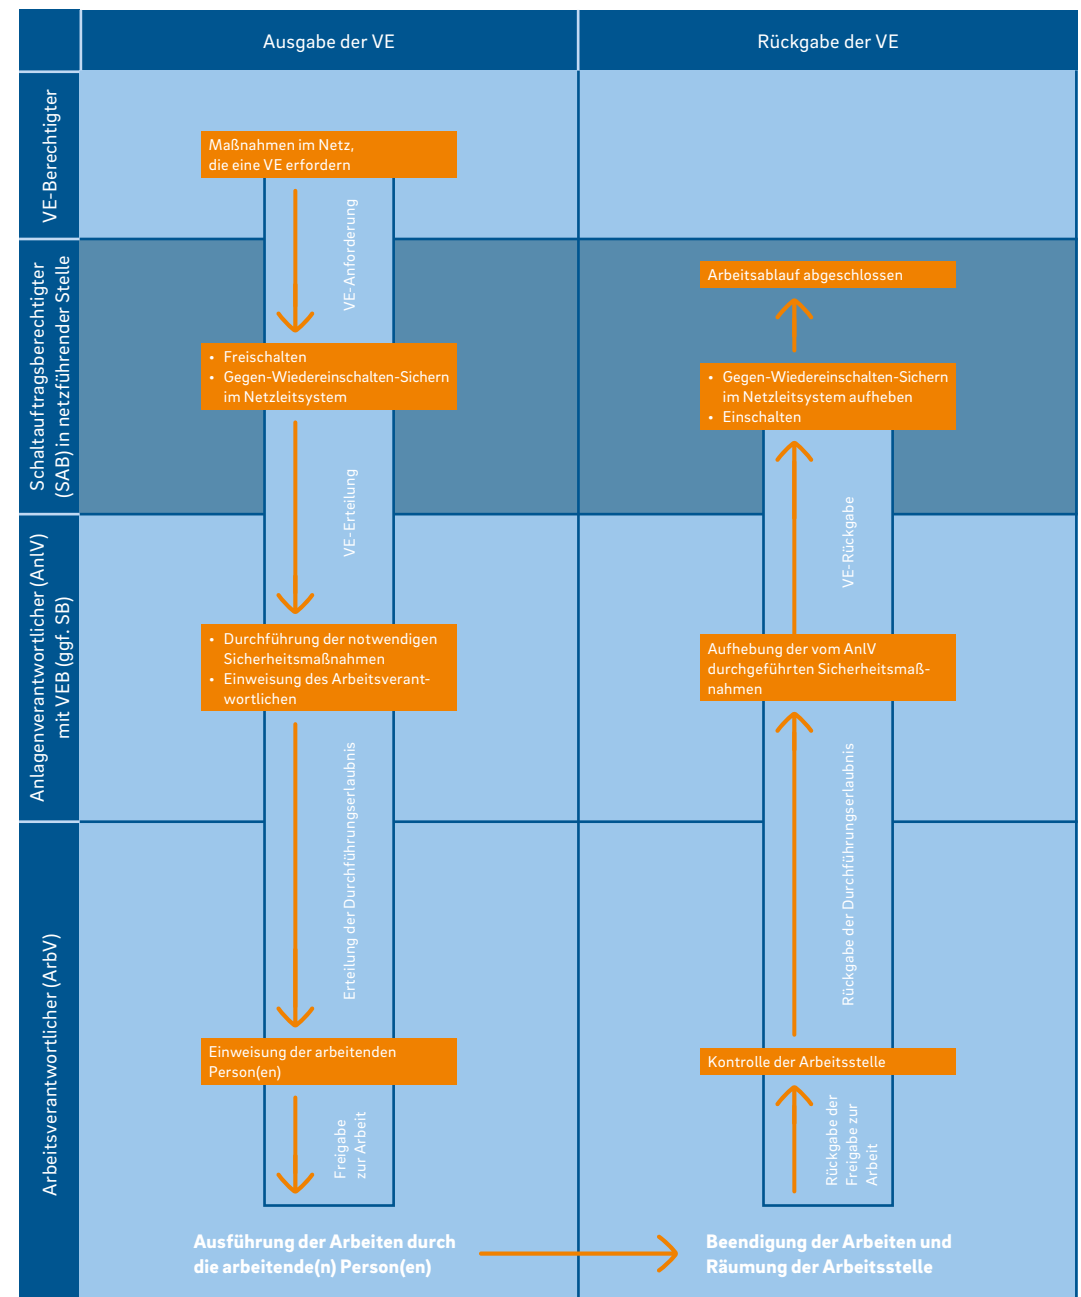 Ausgabe der VE
Rückgabe der VE
VE-Berechtigter
Maßnahmen im Netz,
die eine VE erfordern
VE-Anforderung
Schaltauftragsberechtigter
(SAB) in netzführender Stelle
• Freischalten
• Gegen-Wiedereinschalten-Sichern
im Netzleitsystem
VE-Erteilung
Arbeitsablauf abgeschlossen
• Gegen-Wiedereinschalten-Sichern
im Netzleitsystem aufheben
• Einschalten
VE-Rückgabe
Anlagenverantwortlicher (AnlV)
mit VEB (ggf. SB)
• Durchführung der notwendigen
Sicherheitsmaßnahmen
• Einweisung des Arbeitsverant-
wortlichen
Erteilung der Durchführungserlaubnis
Aufhebung der vom AnlV
durchgeführten Sicherheitsmaß-
nahmen
Rückgabe der Durchführungserlaubnis
Arbeitsverantwortlicher (ArbV)
Einweisung der arbeitenden
Person(en)
Freigabe
zur Arbeit
Kontrolle der Arbeitsstelle
Rückgabe der
Freigabe zur
Arbeit
Ausführung der Arbeiten durch
die arbeitende(n) Person(en)
Beendigung der Arbeiten und
Räumung der Arbeitsstelle